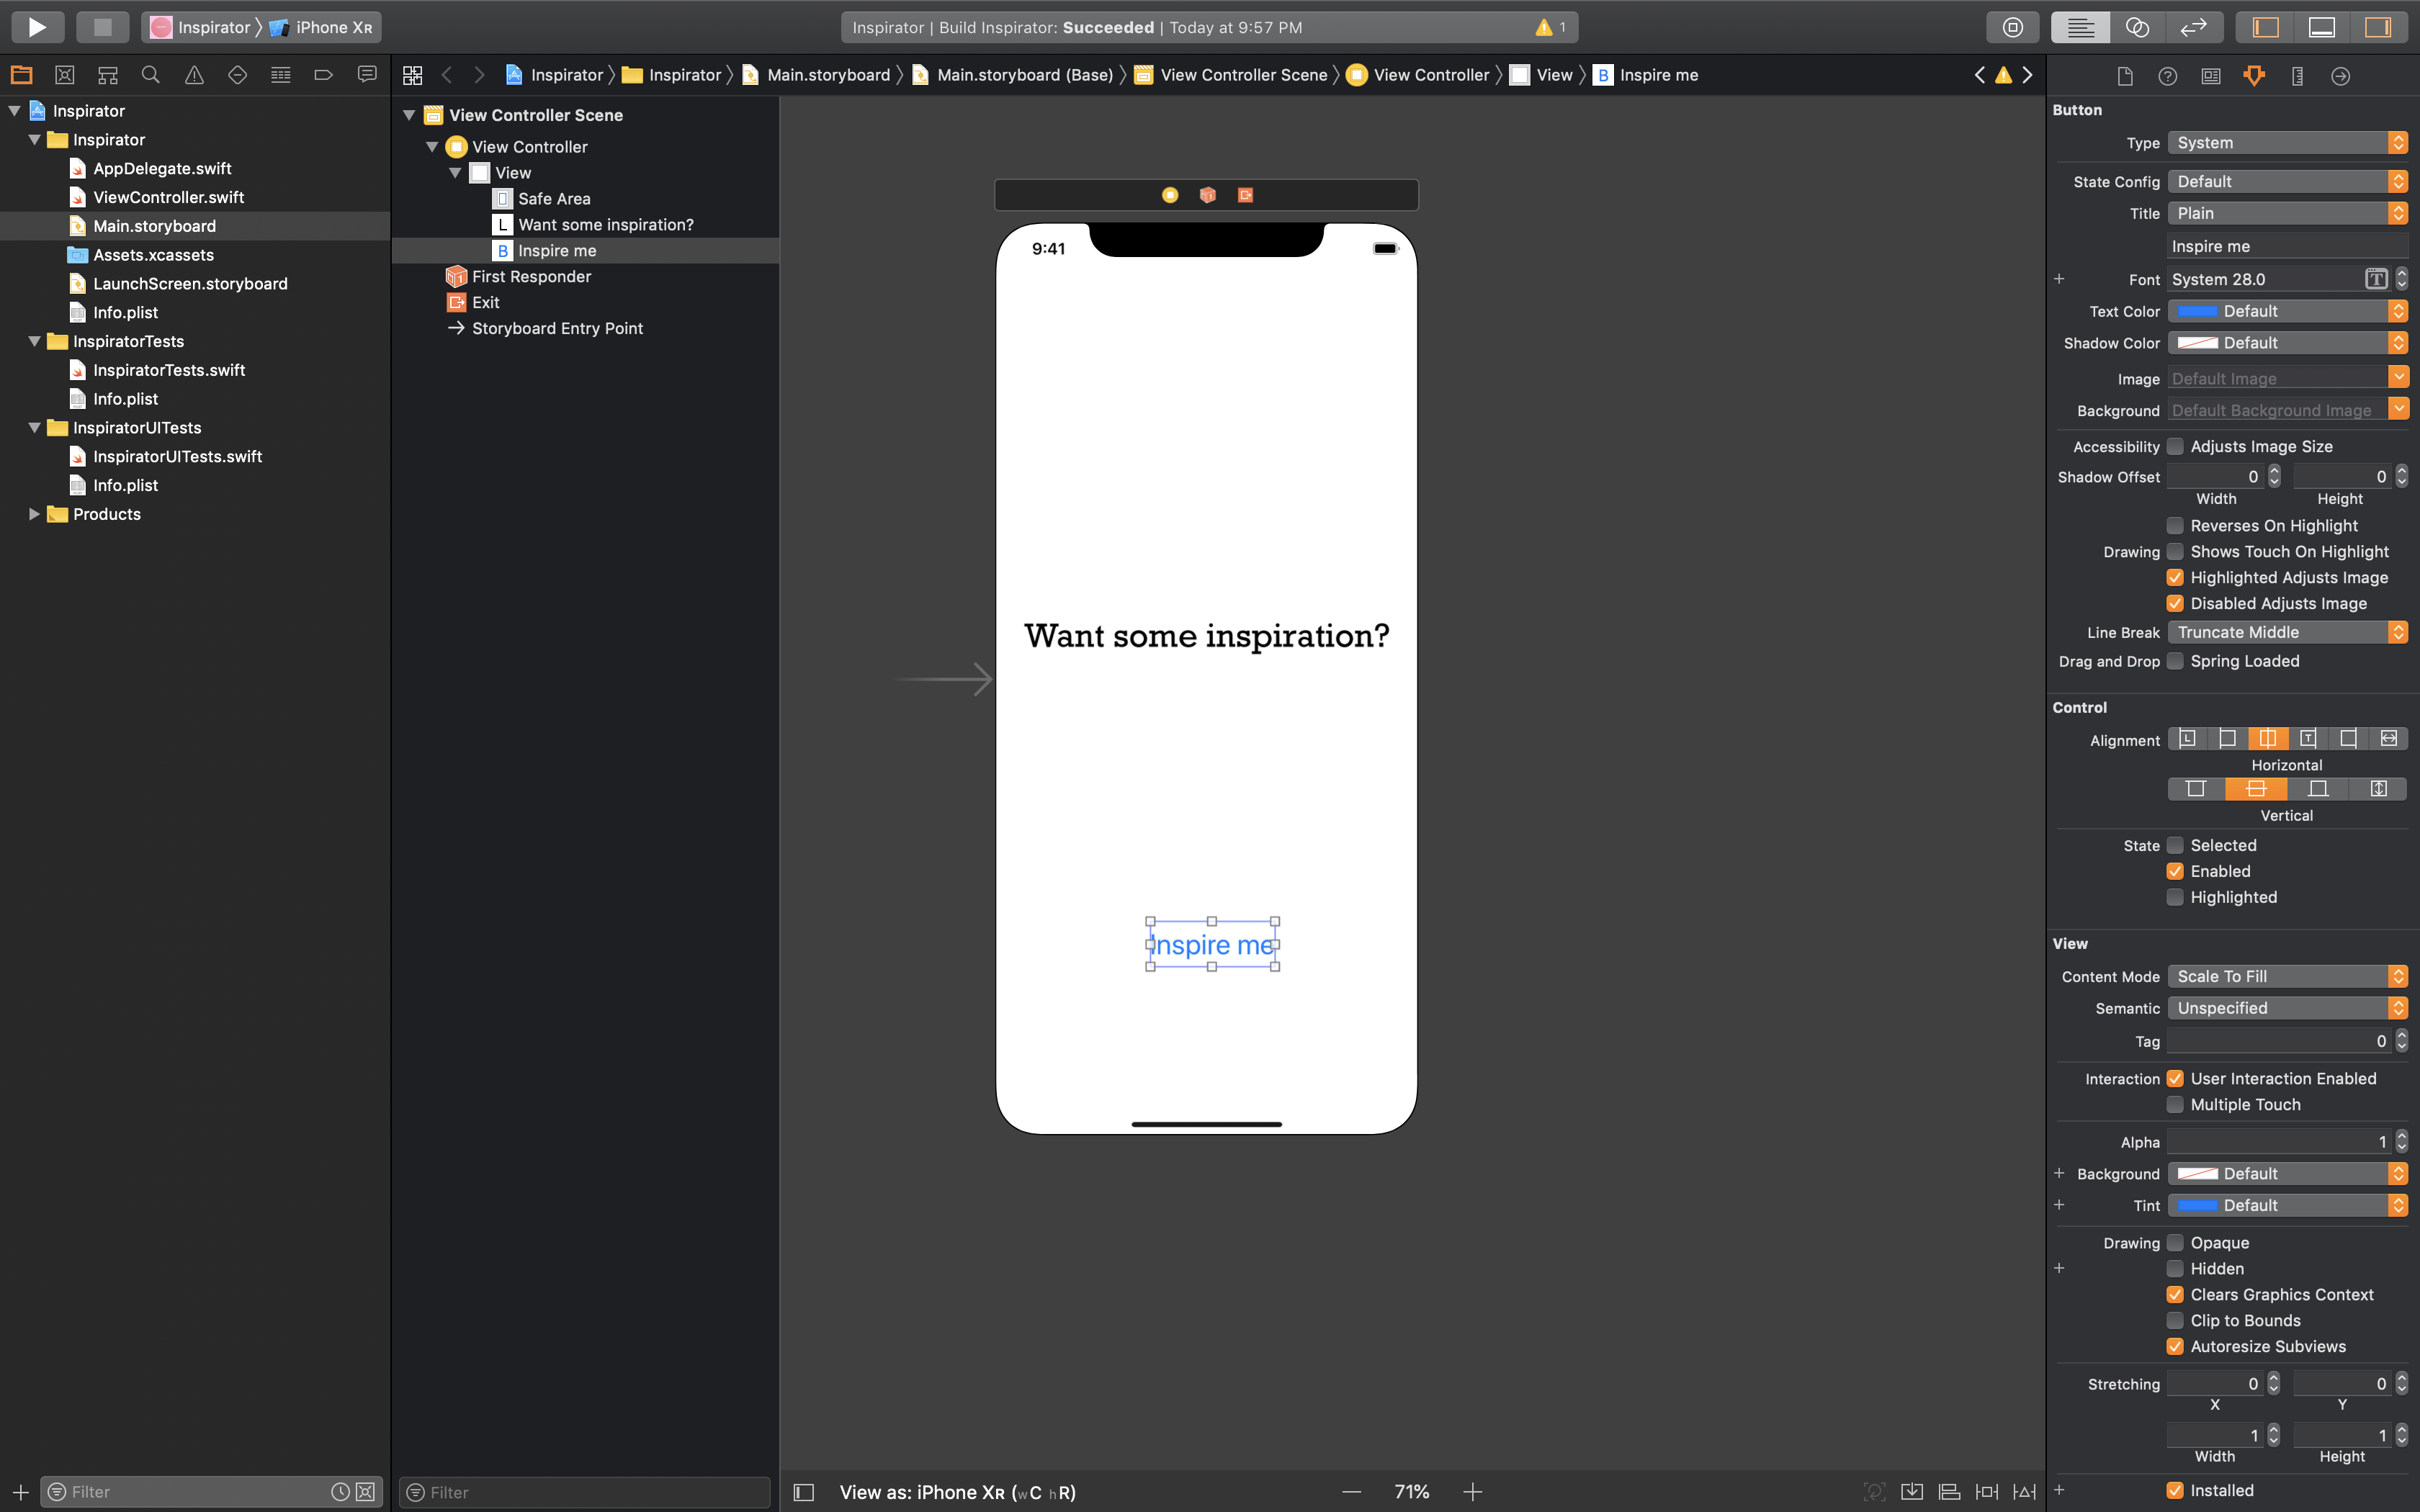 Inspirator 〉 iPhone Xʀ
Inspirator | Build Inspirator: Succeeded | Today at 9:57 PM
1
Inspirator 〉 Inspirator 〉 Main.storyboard 〉 Main.storyboard (Base) 〉 View Controller Scene 〉 View Controller 〉 View 〉 B Inspire me
Inspirator
Inspirator
AppDelegate.swift
ViewController.swift
Main.storyboard
Assets.xcassets
LaunchScreen.storyboard
Info.plist
InspiratorTests
InspiratorTests.swift
Info.plist
InspiratorUITests
InspiratorUITests.swift
Info.plist
Products
Filter
View Controller Scene
View Controller
View
Safe Area
L Want some inspiration?
B Inspire me
First Responder
Exit
Storyboard Entry Point
Filter
9:41
Want some inspiration?
Inspire me
View as: iPhone Xʀ (wC hR)
71%
Button
Type System
State Config Default
Title Plain
Inspire me
Font System 28.0 T
Text Color Default
Shadow Color Default
Image Default Image
Background Default Background Image
Accessibility Adjusts Image Size
Shadow Offset 0 0
Width Height
Reverses On Highlight
Drawing Shows Touch On Highlight
Highlighted Adjusts Image
Disabled Adjusts Image
Line Break Truncate Middle
Drag and Drop Spring Loaded
Control
Alignment L T
Horizontal
Vertical
State Selected
Enabled
Highlighted
View
Content Mode Scale To Fill
Semantic Unspecified
Tag 0
Interaction User Interaction Enabled
Multiple Touch
Alpha 1
Background Default
Tint Default
Drawing Opaque
Hidden
Clears Graphics Context
Clip to Bounds
Autoresize Subviews
Stretching 0 0
X Y
1 1
Width Height
Installed